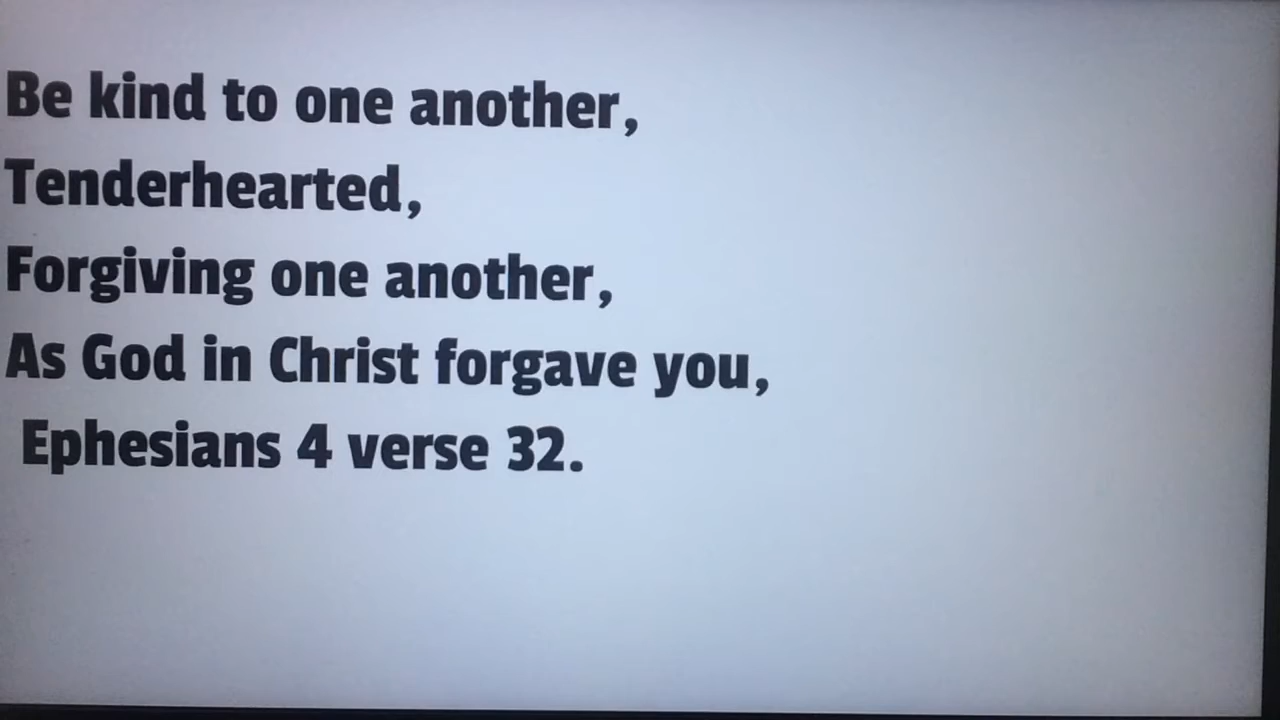 Be kind to one another,
Tenderhearted,
Forgiving one another,
As God in Christ forgave you,
Ephesians 4 verse 32.